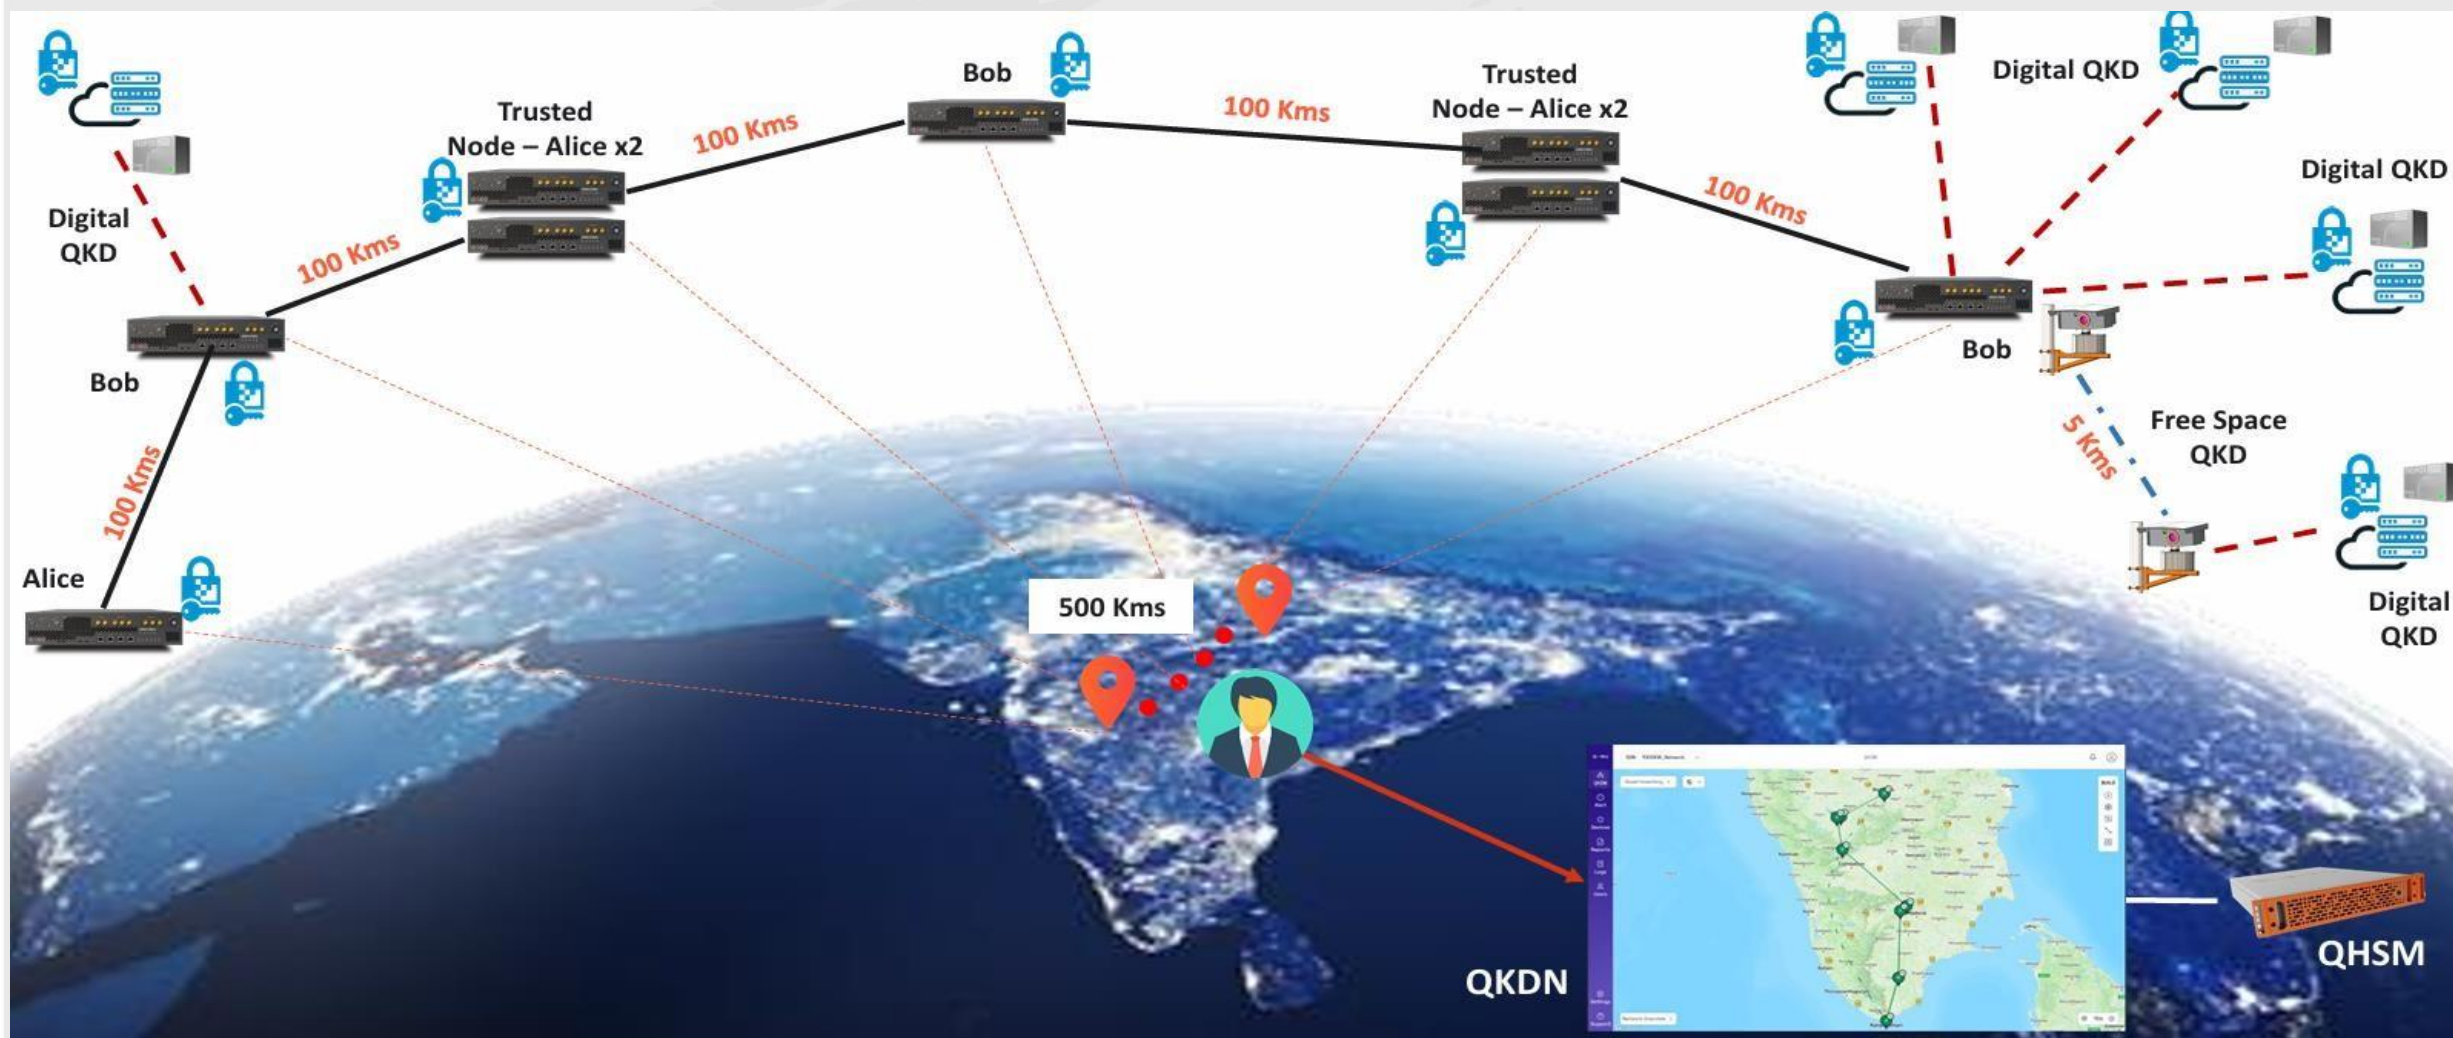 Digital
QKD
100 Kms
Alice
100 Kms
Bob
Trusted
Node – Alice x2
100 Kms
Bob
100 Kms
Trusted
Node – Alice x2
100 Kms
Bob
Digital QKD
Digital QKD
Free Space
QKD
5 Kms
Digital
QKD
500 Kms
QKDN
QHSM